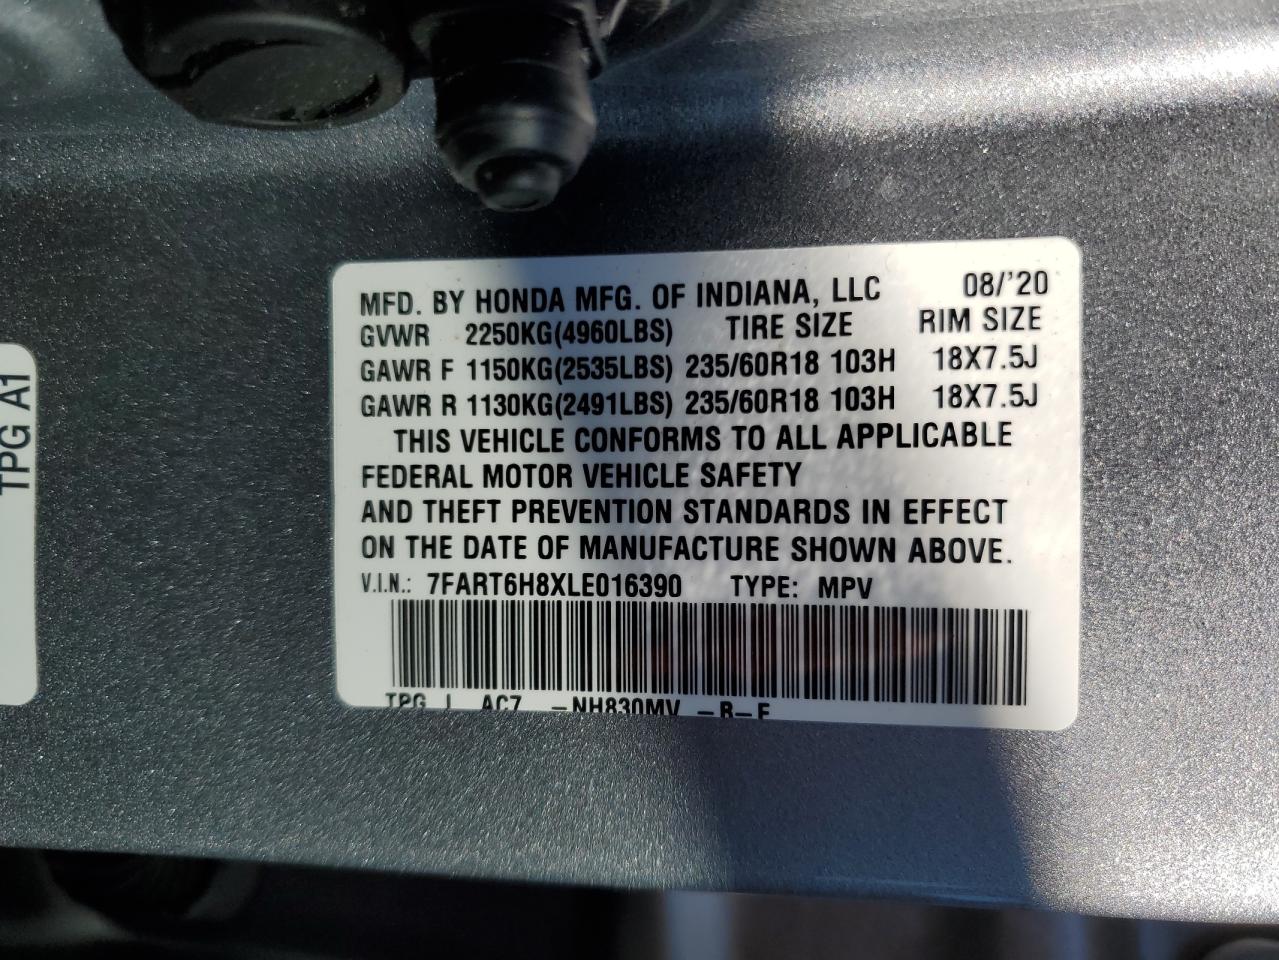 MFD. BY HONDA MFG. OF INDIANA, LLC 08/'20
GVWR 2250KG(4960LBS) TIRE SIZE RIM SIZE
GAWR F 1150KG(2535LBS) 235/60R18 103H 18X7.5J
GAWR R 1130KG(2491LBS) 235/60R18 103H 18X7.5J
THIS VEHICLE CONFORMS TO ALL APPLICABLE
FEDERAL MOTOR VEHICLE SAFETY
AND THEFT PREVENTION STANDARDS IN EFFECT
ON THE DATE OF MANUFACTURE SHOWN ABOVE.
V.I.N.: 7FART6H8XLE016390 TYPE: MPV
TPG AC7 -NH830MV -B-F
TPG A1